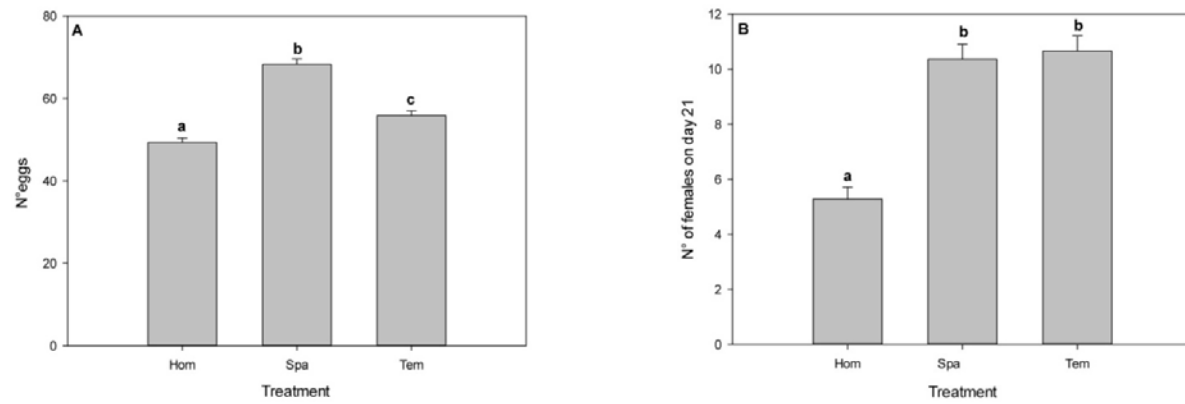 A
80
60
40
20
0
N°eggs
a
b
c
Hom
Spa
Tem
Treatment
B
12
10
8
6
4
2
0
N° of females on day 21
a
b
b
Hom
Spa
Tem
Treatment